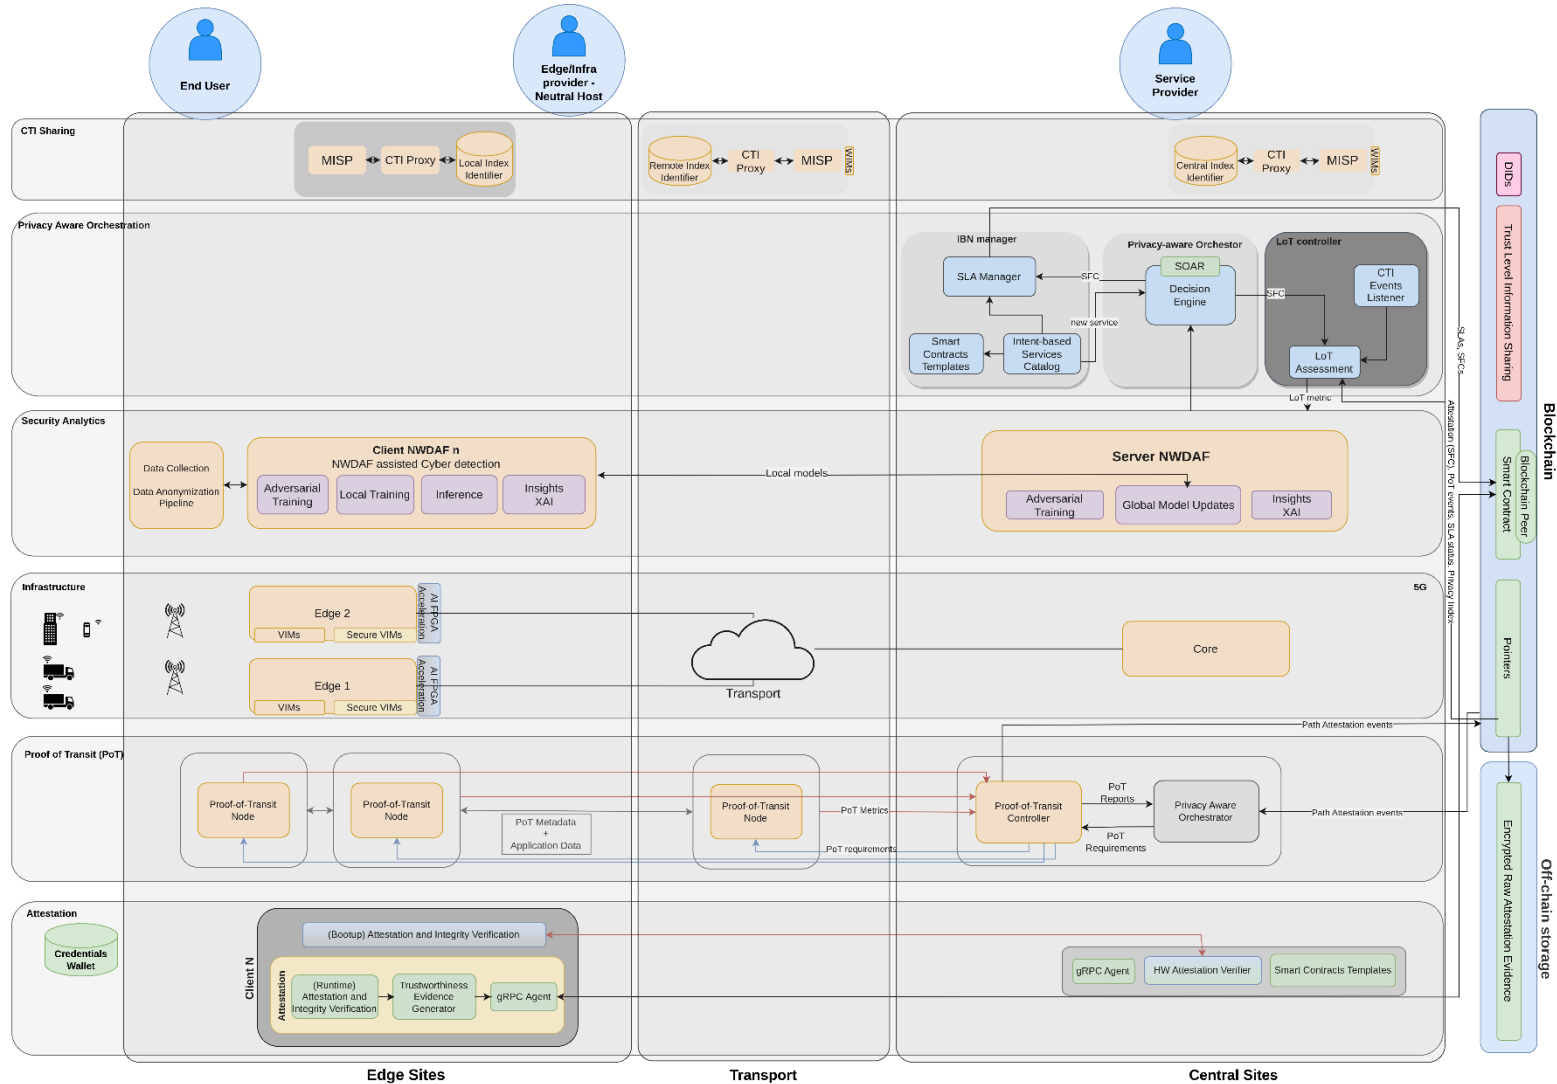 End User
Edge/Infra
provider -
Neutral Host
Service
Provider
CTI Sharing
MISP
CTI Proxy
Local Index
Identifier
Remote Index
Identifier
CTI
Proxy
MISP
WIMs
Central Index
Identifier
CTI
Proxy
MISP
WIMs
Privacy Aware Orchestration
IBN manager
SLA Manager
Smart
Contracts
Templates
Intent-based
Services
Catalog
SFC
new service
Privacy-aware Orchestor
SOAR
Decision
Engine
SFC
LoT controller
CTI
Events
Listener
LoT
Assessment
LoT metric
Security Analytics
Data Collection
Data Anonymization
Pipeline
Client NWDAF n
NWDAF assisted Cyber detection
Adversarial
Training
Local Training
Inference
Insights
XAI
Local models
Server NWDAF
Adversarial
Training
Global Model Updates
Insights
XAI
Infrastructure
5G
Edge 2
VIMs
Secure VIMs
AI FPGA
Acceleration
Edge 1
VIMs
Secure VIMs
AI FPGA
Acceleration
Transport
Core
Path Attestation events
Proof of Transit (PoT)
Proof-of-Transit
Node
Proof-of-Transit
Node
PoT Metadata
+
Application Data
Proof-of-Transit
Node
PoT Metrics
PoT requirements
Proof-of-Transit
Controller
PoT
Reports
PoT
Requirements
Privacy Aware
Orchestrator
Path Attestation events
Attestation
Credentials
Wallet
Client N
(Bootup) Attestation and Integrity Verification
Attestation
(Runtime)
Attestation and
Integrity Verification
Trustworthiness
Evidence
Generator
gRPC Agent
gRPC Agent
HW Attestation Verifier
Smart Contracts Templates
Edge Sites
Transport
Central Sites
SLAs, SFCs
Attestation (SFC), PoT events, SLA status, Privacy Index
DIDs
Trust Level Information Sharing
Blockchain Peer
Smart Contract
Pointers
Blockchain
Encrypted Raw Attestation Evidence
Off-chain storage